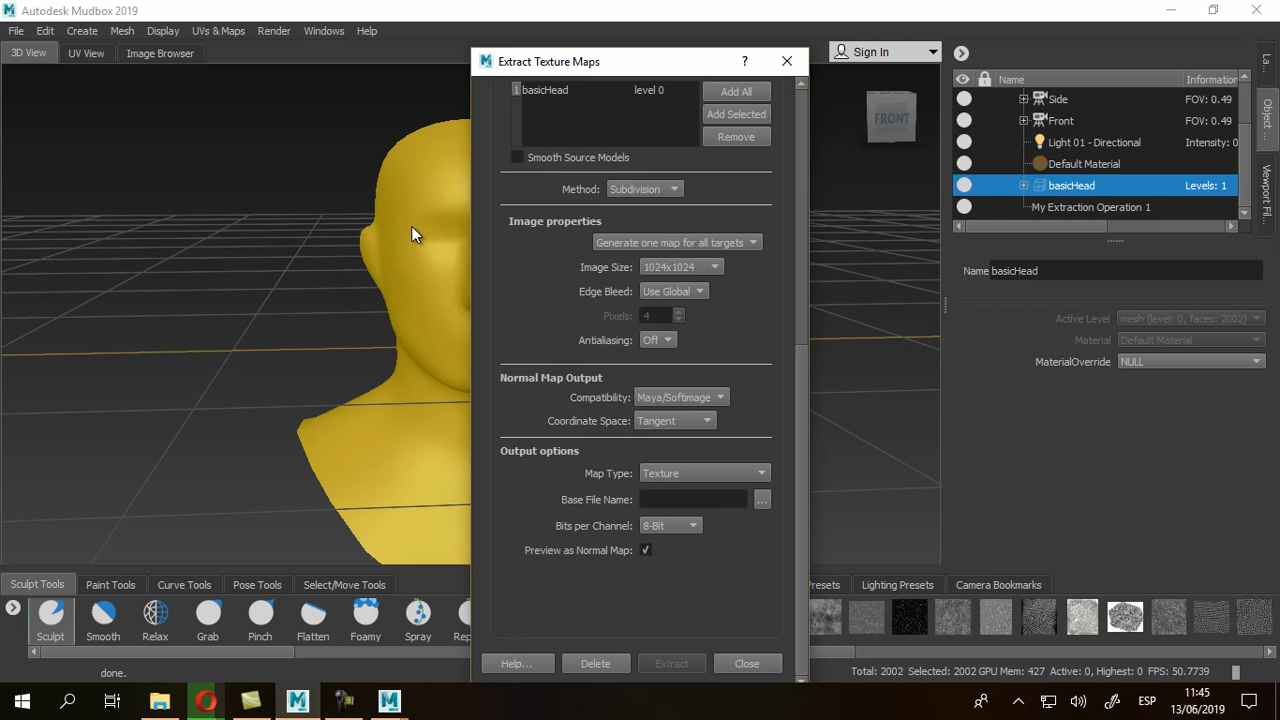 Autodesk Mudbox 2019
File Edit Create Mesh Display UVs & Maps Render Windows Help
3D View UV View Image Browser
Sign In
Extract Texture Maps
?
1 basicHead level 0
Add All
Add Selected
Remove
Smooth Source Models
Method: Subdivision
Image properties
Generate one map for all targets
Image Size: 1024x1024
Edge Bleed: Use Global
Pixels: 4
Antialiasing: Off
Normal Map Output
Compatibility: Maya/Softimage
Coordinate Space: Tangent
Output options
Map Type: Texture
Base File Name: ...
Bits per Channel: 8-Bit
Preview as Normal Map:
Help... Delete Extract Close
FRONT
Name Information
Side FOV: 0.49
Front FOV: 0.49
Light 01 - Directional Intensity: 0
Default Material
basicHead Levels: 1
My Extraction Operation 1
La...
Object ...
Viewport Fil...
Name basicHead
Active Level mesh (level: 0, faces: 2002)
Material Default Material
MaterialOverride NULL
Sculpt Tools Paint Tools Curve Tools Pose Tools Select/Move Tools
Presets Lighting Presets Camera Bookmarks
Sculpt Smooth Relax Grab Pinch Flatten Foamy Spray Rep
done.
Total: 2002 Selected: 2002 GPU Mem: 427 Active: 0, Highest: 0 FPS: 50.7739
ESP
11:45
13/06/2019